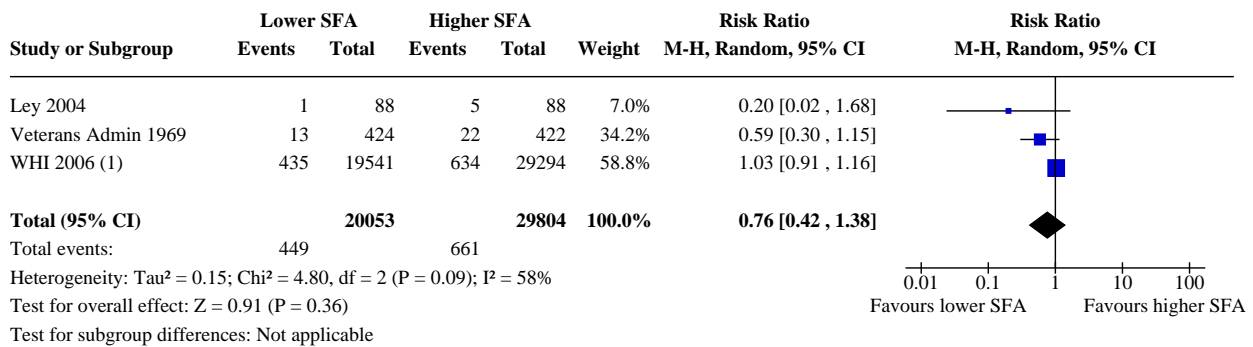 Lower SFA Higher SFA Risk Ratio Risk Ratio
Study or Subgroup Events Total Events Total Weight M-H, Random, 95% CI M-H, Random, 95% CI
Ley 2004 1 88 5 88 7.0% 0.20 [0.02 , 1.68]
Veterans Admin 1969 13 424 22 422 34.2% 0.59 [0.30 , 1.15]
WHI 2006 (1) 435 19541 634 29294 58.8% 1.03 [0.91 , 1.16]
Total (95% CI) 20053 29804 100.0% 0.76 [0.42 , 1.38]
Total events: 449 661
Heterogeneity: Tau² = 0.15; Chi² = 4.80, df = 2 (P = 0.09); I² = 58%
Test for overall effect: Z = 0.91 (P = 0.36)
Test for subgroup differences: Not applicable
0.01 0.1 1 10 100
Favours lower SFA Favours higher SFA